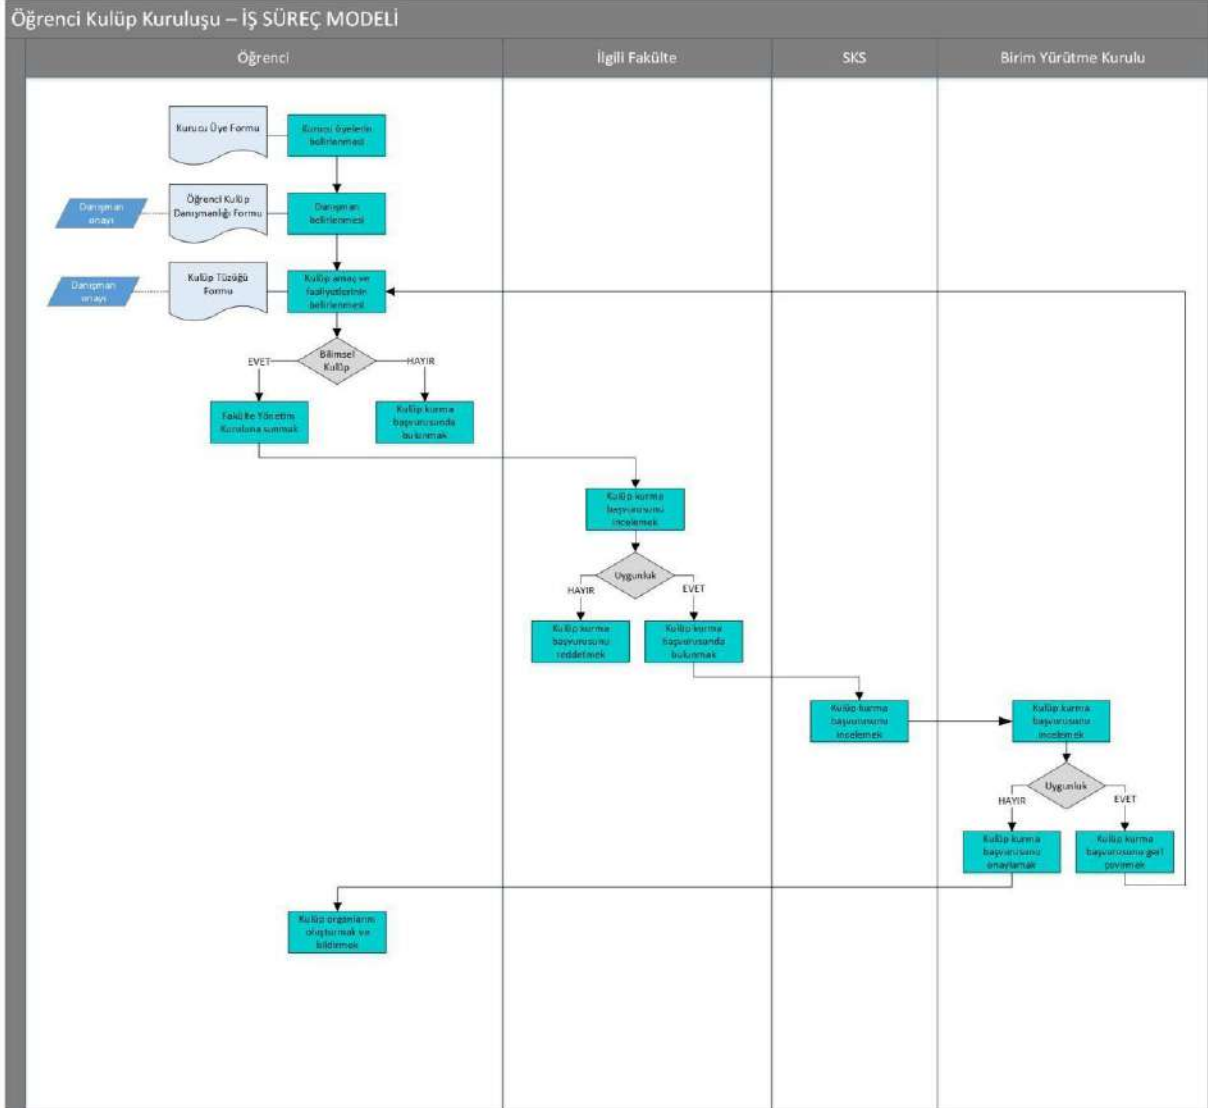 Öğrenci Kulüp Kuruluşu – İŞ SÜREÇ MODELİ
Öğrenci
İlgili Fakülte
SKS
Birim Yürütme Kurulu
Kurucu Üye Formu
Kurucu üyelerin
belirlenmesi
Danışman
onayı
Öğrenci Kulüp
Danışmanlığı Formu
Danışman
belirlenmesi
Danışman
onayı
Kulüp Tüzüğü
Formu
Kulüp amaç ve
faaliyetlerinin
belirlenmesi
Bilimsel
Kulüp
EVET
HAYIR
Fakülte Yönetim
Kuruluna sunmak
Kulüp kurma
başvurusunda
bulunmak
Kulüp kurma
başvurusunu
incelemek
Uygunluk
HAYIR
EVET
Kulüp kurma
başvurusunu
reddetmek
Kulüp kurma
başvurusunda
bulunmak
Kulüp kurma
başvurusunu
incelemek
Kulüp kurma
başvurusunu
incelemek
Uygunluk
HAYIR
EVET
Kulüp kurma
başvurusunu
onaylamak
Kulüp kurma
başvurusunu geri
çevirmek
Kulüp organlarını
oluşturmak ve
bildirmek